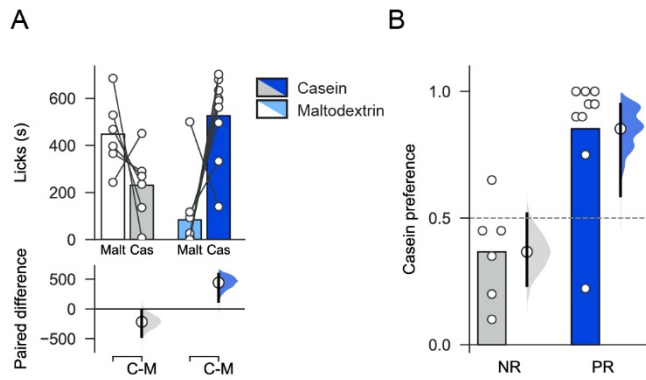 A
Licks (s)
600
400
200
0
Malt Cas
Malt Cas
Casein
Maltodextrin
Paired difference
500
0
−500
C-M
C-M
B
Casein preference
1.0
0.5
0.0
NR
PR